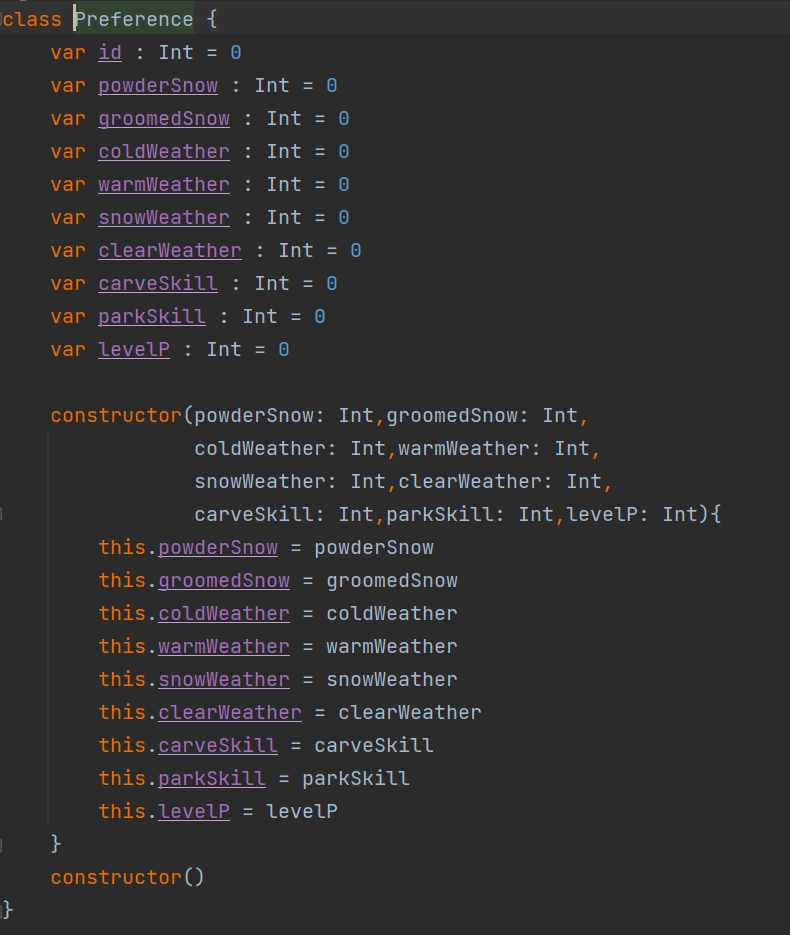 class Preference {
    var id : Int = 0
    var powderSnow : Int = 0
    var groomedSnow : Int = 0
    var coldWeather : Int = 0
    var warmWeather : Int = 0
    var snowWeather : Int = 0
    var clearWeather : Int = 0
    var carveSkill : Int = 0
    var parkSkill : Int = 0
    var levelP : Int = 0
    constructor(powderSnow: Int,groomedSnow: Int,
                coldWeather: Int,warmWeather: Int,
                snowWeather: Int,clearWeather: Int,
                carveSkill: Int,parkSkill: Int,levelP: Int){
        this.powderSnow = powderSnow
        this.groomedSnow = groomedSnow
        this.coldWeather = coldWeather
        this.warmWeather = warmWeather
        this.snowWeather = snowWeather
        this.clearWeather = clearWeather
        this.carveSkill = carveSkill
        this.parkSkill = parkSkill
        this.levelP = levelP
    }
    constructor()
}